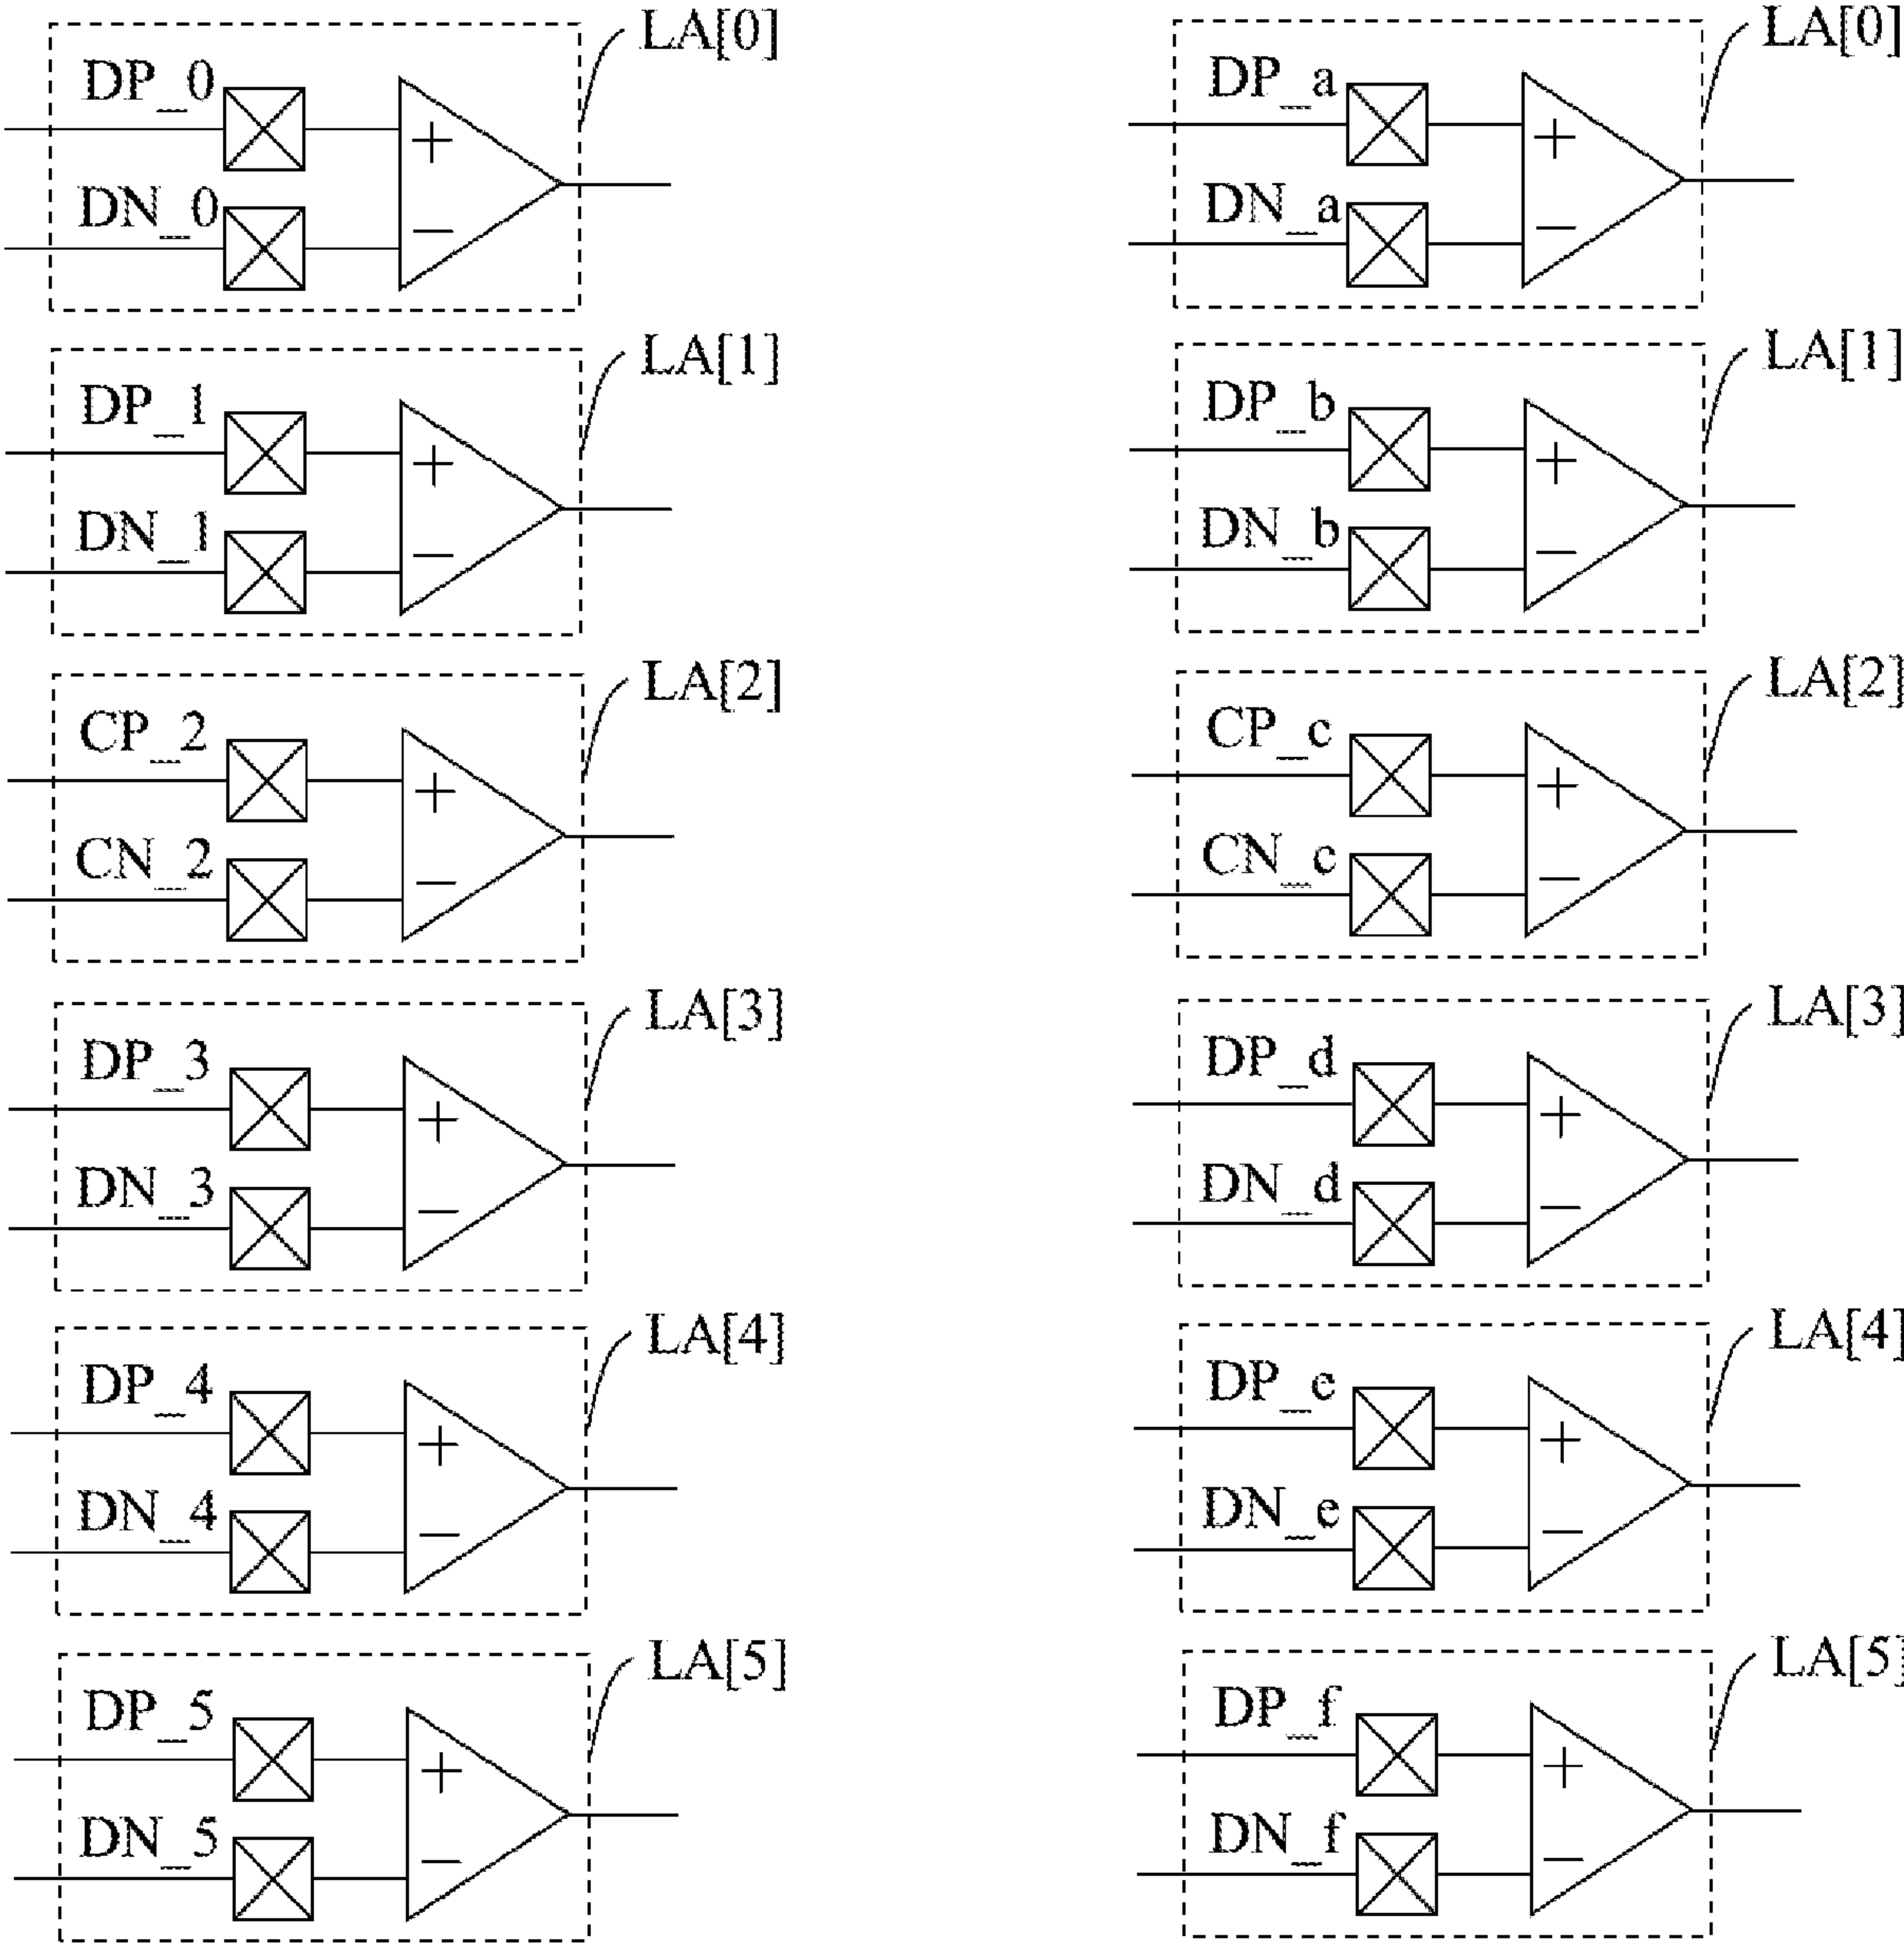 LA[0]
DP_0
+
DN_0
−
LA[1]
DP_1
+
DN_1
−
LA[2]
CP_2
+
CN_2
−
LA[3]
DP_3
+
DN_3
−
LA[4]
DP_4
+
DN_4
−
LA[5]
DP_5
+
DN_5
−
LA[0]
DP_a
+
DN_a
−
LA[1]
DP_b
+
DN_b
−
LA[2]
CP_c
+
CN_c
−
LA[3]
DP_d
+
DN_d
−
LA[4]
DP_e
+
DN_e
−
LA[5]
DP_f
+
DN_f
−